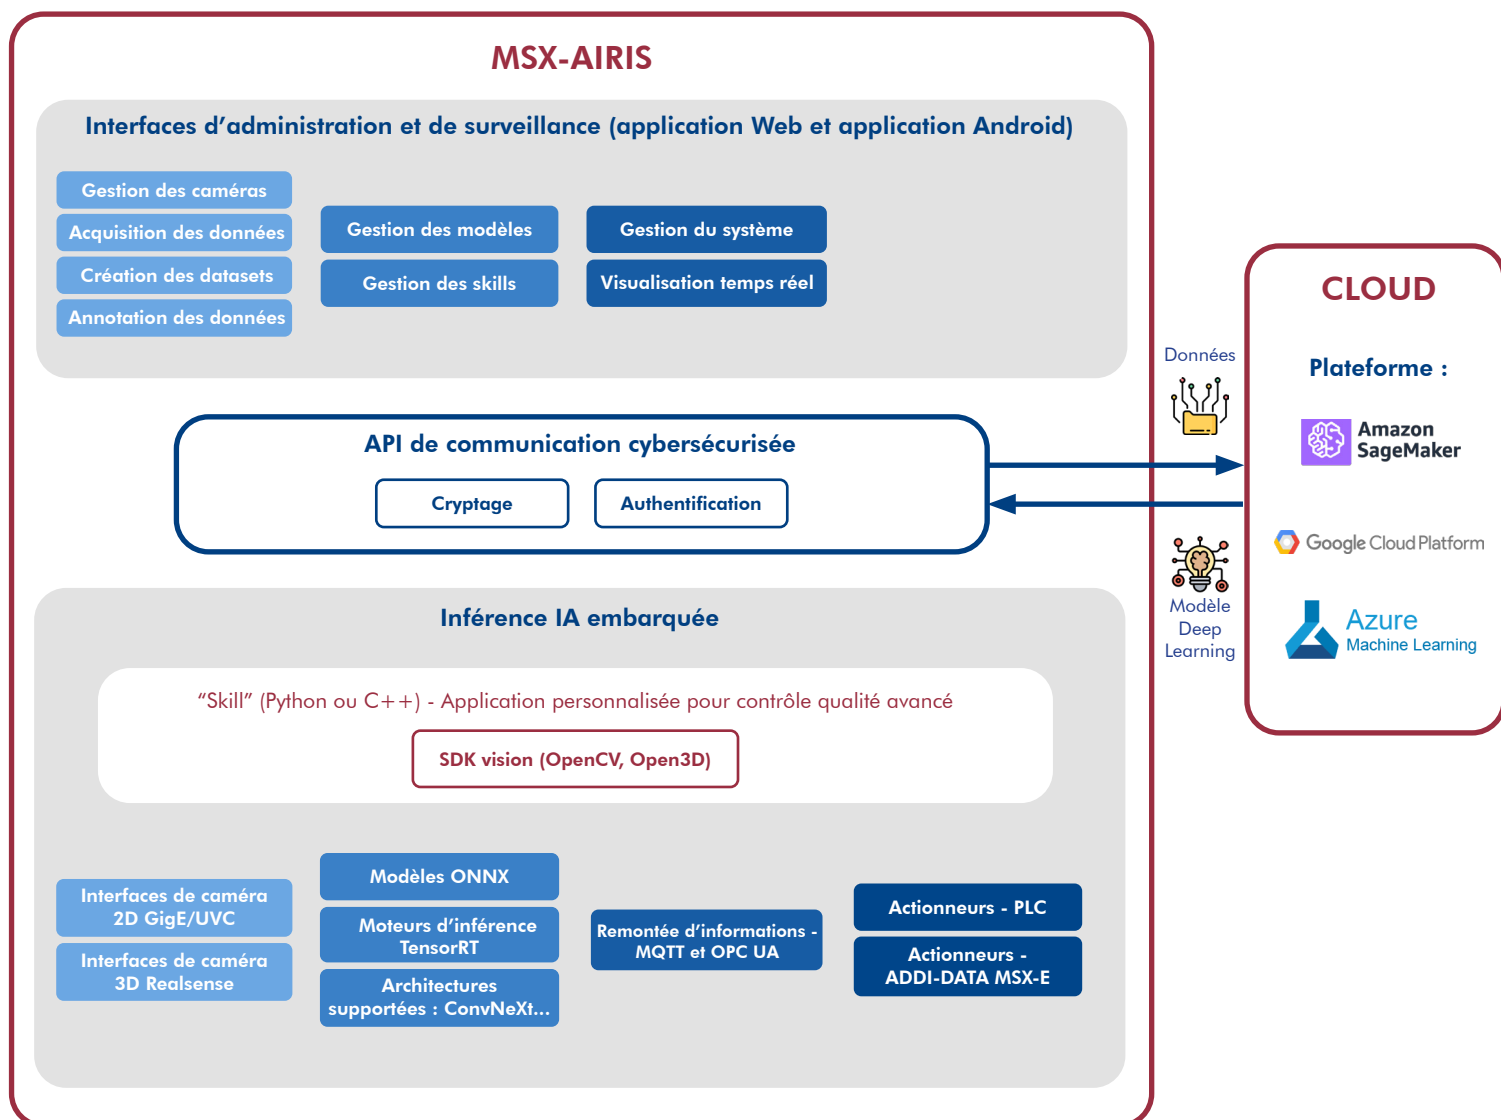 MSX-AIRIS
Interfaces d’administration et de surveillance (application Web et application Android)
Gestion des caméras
Acquisition des données
Création des datasets
Annotation des données
Gestion des modèles
Gestion des skills
Gestion du système
Visualisation temps réel
API de communication cybersécurisée
Cryptage
Authentification
Inférence IA embarquée
“Skill” (Python ou C++) - Application personnalisée pour contrôle qualité avancé
SDK vision (OpenCV, Open3D)
Interfaces de caméra
2D GigE/UVC
Interfaces de caméra
3D Realsense
Modèles ONNX
Moteurs d’inférence
TensorRT
Architectures
supportées : ConvNeXt...
Remontée d’informations -
MQTT et OPC UA
Actionneurs - PLC
Actionneurs -
ADDI-DATA MSX-E
Données
Modèle
Deep
Learning
CLOUD
Plateforme :
Amazon
SageMaker
Google Cloud Platform
Azure
Machine Learning